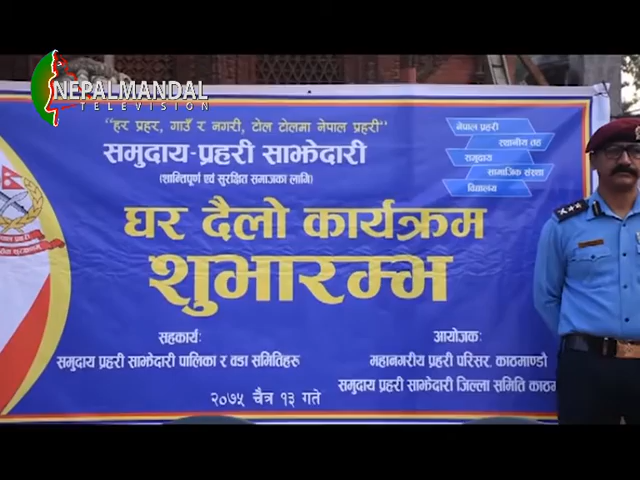 NEPALMANDAL
TELEVISION
"हर प्रहर, गाउँ र नगरी, टोल टोलमा नेपाल प्रहरी"
समुदाय-प्रहरी साझेदारी
(शान्तिपूर्ण एवं सुरक्षित समाजका लागि)
नेपाल प्रहरी
स्थानीय तह
समुदाय
सामाजिक संस्था
विद्यालय
घर दैलो कार्यक्रम
शुभारम्भ
सहकार्यः
समुदाय प्रहरी साझेदारी पालिका र वडा समितिहरु
आयोजकः
महानगरीय प्रहरी परिसर, काठमाण्डौ
समुदाय प्रहरी साझेदारी जिल्ला समिति काठम
२०७५ चैत्र १३ गते